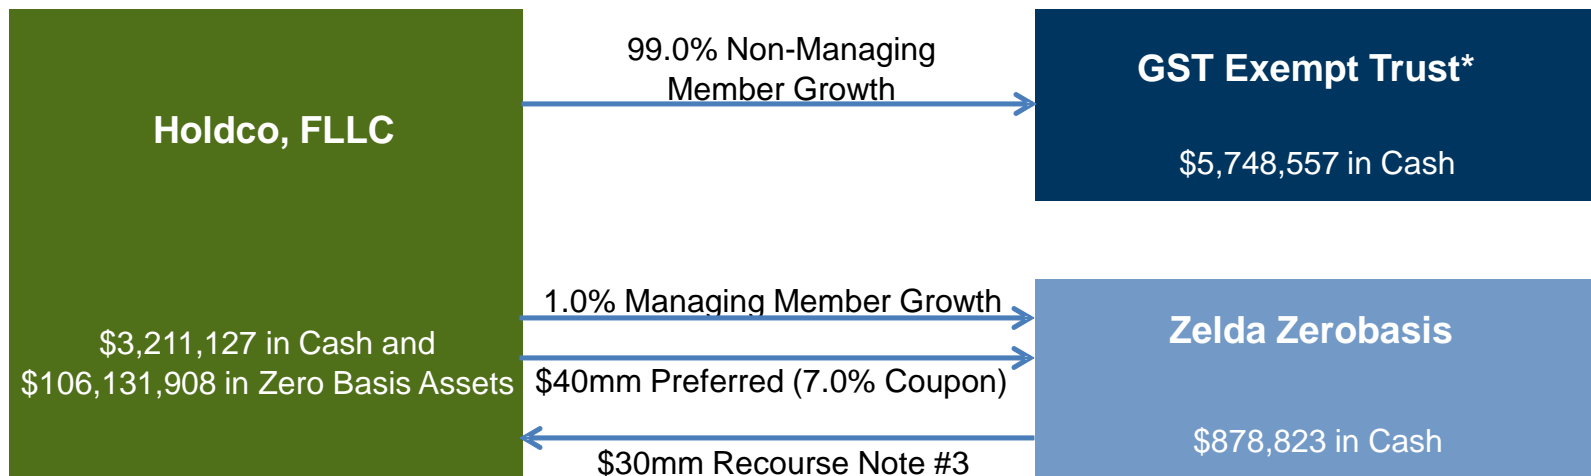 99.0% Non-Managing
Member Growth
GST Exempt Trust*
Holdco, FLLC
$5,748,557 in Cash
1.0% Managing Member Growth
Zelda Zerobasis
$3,211,127 in Cash and
$106,131,908 in Zero Basis Assets
$40mm Preferred (7.0% Coupon)
$878,823 in Cash
$30mm Recourse Note #3